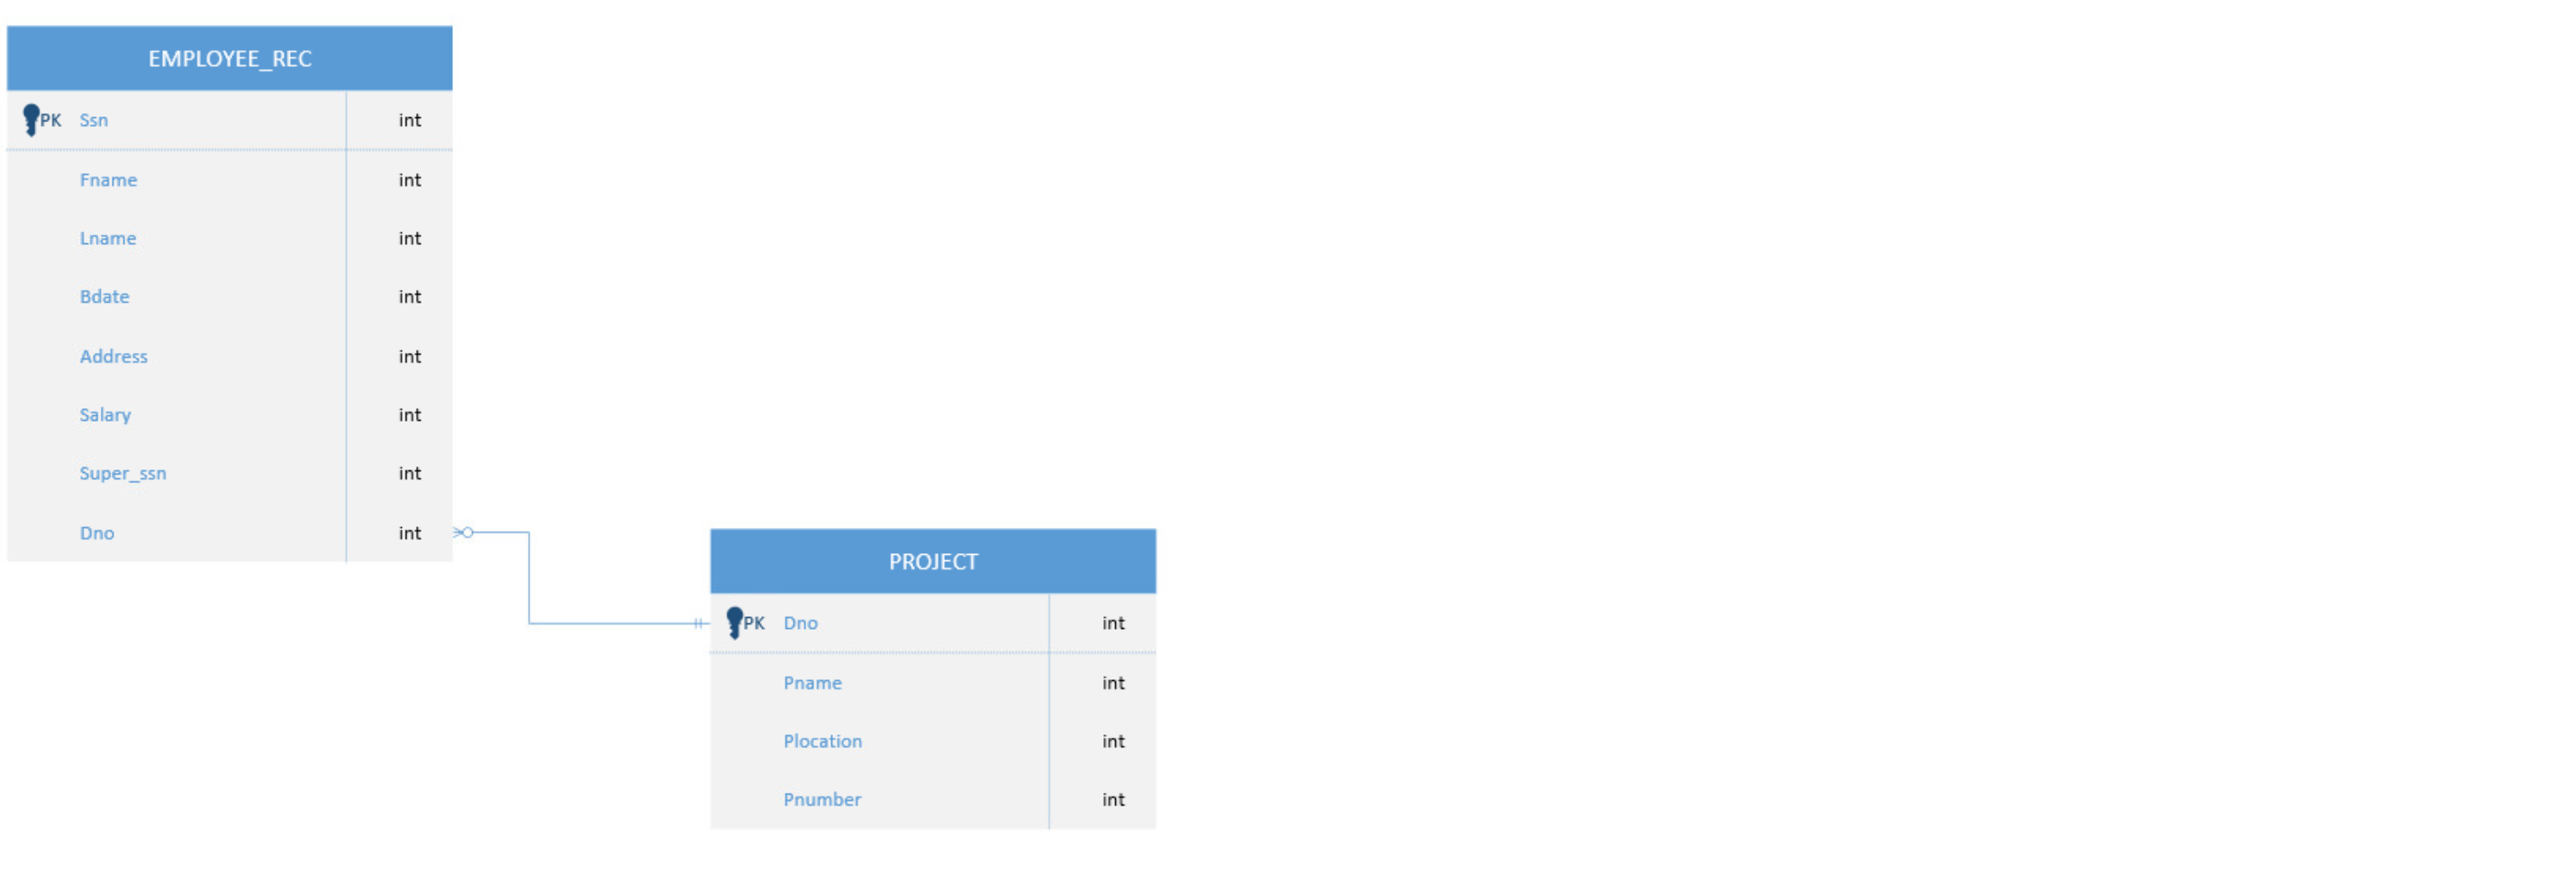 EMPLOYEE_REC
PK Ssn int
Fname int
Lname int
Bdate int
Address int
Salary int
Super_ssn int
Dno int
PROJECT
PK Dno int
Pname int
Plocation int
Pnumber int